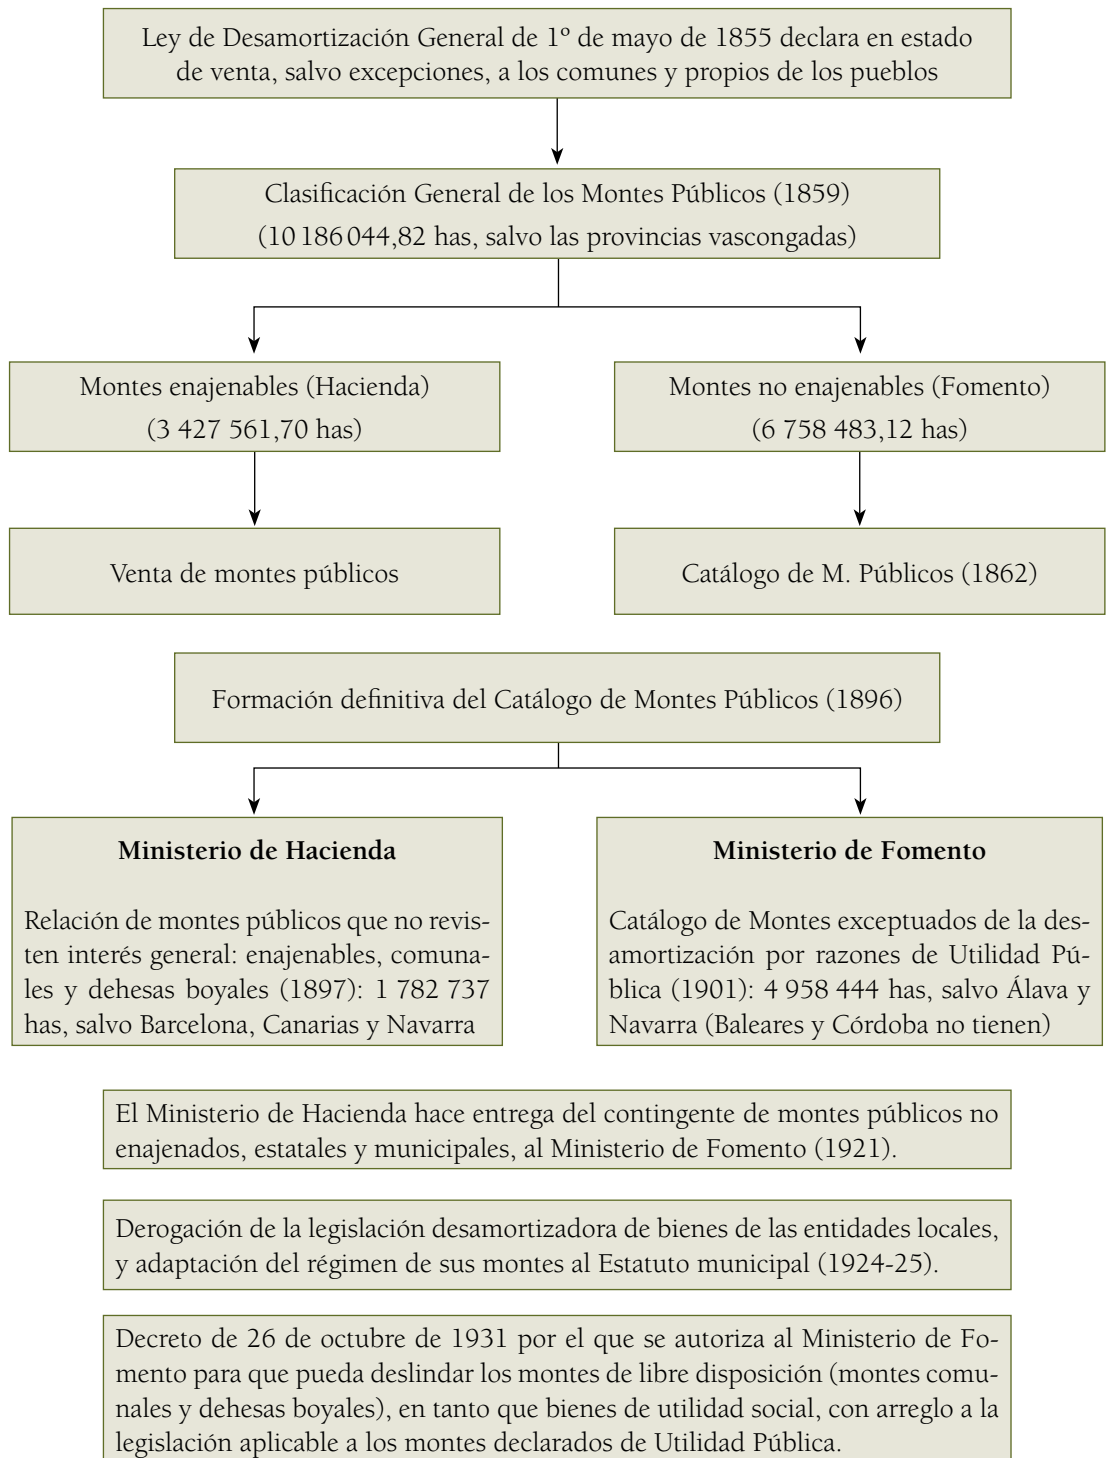 Ley de Desamortización General de 1º de mayo de 1855 declara en estado
de venta, salvo excepciones, a los comunes y propios de los pueblos
Clasificación General de los Montes Públicos (1859)
(10 186 044,82 has, salvo las provincias vascongadas)
Montes enajenables (Hacienda)
(3 427 561,70 has)
Montes no enajenables (Fomento)
(6 758 483,12 has)
Venta de montes públicos
Catálogo de M. Públicos (1862)
Formación definitiva del Catálogo de Montes Públicos (1896)
Ministerio de Hacienda
Relación de montes públicos que no revis-
ten interés general: enajenables, comuna-
les y dehesas boyales (1897): 1 782 737
has, salvo Barcelona, Canarias y Navarra
Ministerio de Fomento
Catálogo de Montes exceptuados de la des-
amortización por razones de Utilidad Pú-
blica (1901): 4 958 444 has, salvo Álava y
Navarra (Baleares y Córdoba no tienen)
El Ministerio de Hacienda hace entrega del contingente de montes públicos no
enajenados, estatales y municipales, al Ministerio de Fomento (1921).
Derogación de la legislación desamortizadora de bienes de las entidades locales,
y adaptación del régimen de sus montes al Estatuto municipal (1924-25).
Decreto de 26 de octubre de 1931 por el que se autoriza al Ministerio de Fo-
mento para que pueda deslindar los montes de libre disposición (montes comu-
nales y dehesas boyales), en tanto que bienes de utilidad social, con arreglo a la
legislación aplicable a los montes declarados de Utilidad Pública.